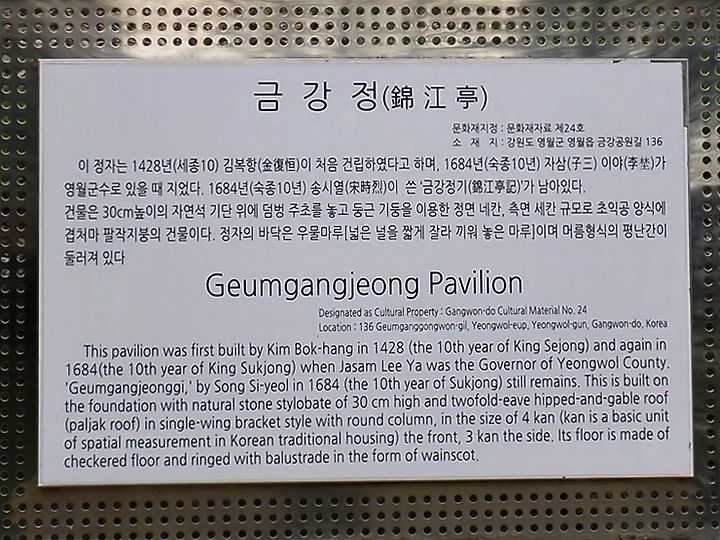 금 강 정(錦 江 亭)
문화재지정 : 문화재자료 제24호
소 재 지 : 강원도 영월군 영월읍 금강공원길 136
이 정자는 1428년(세종10) 김복항(金復恒)이 처음 건립하였다고 하며, 1684년(숙종10년) 자삼(子三) 이야(李埜)가
영월군수로 있을 때 지었다. 1684년(숙종10년) 송시열(宋時烈)이 쓴 '금강정기(錦江亭記)'가 남아있다.
건물은 30cm높이의 자연석 기단 위에 덤벙 주초를 놓고 둥근 기둥을 이용한 정면 네칸, 측면 세칸 규모로 초익공 양식에
겹처마 팔작지붕의 건물이다. 정자의 바닥은 우물마루[넓은 널을 짧게 잘라 끼워 놓은 마루]이며 머름형식의 평난간이
둘러져 있다
Geumgangjeong Pavilion
Designated as Cultural Property : Gangwon-do Cultural Material No. 24
Location : 136 Geumganggongwon-gil, Yeongwol-eup, Yeongwol-gun, Gangwon-do, Korea
This pavilion was first built by Kim Bok-hang in 1428 (the 10th year of King Sejong) and again in
1684(the 10th year of King Sukjong) when Jasam Lee Ya was the Governor of Yeongwol County.
'Geumgangjeonggi,' by Song Si-yeol in 1684 (the 10th year of Sukjong) still remains. This is built on
the foundation with natural stone stylobate of 30 cm high and twofold-eave hipped-and-gable roof
(paljak roof) in single-wing bracket style with round column, in the size of 4 kan (kan is a basic unit
of spatial measurement in Korean traditional housing) the front, 3 kan the side. Its floor is made of
checkered floor and ringed with balustrade in the form of wainscot.